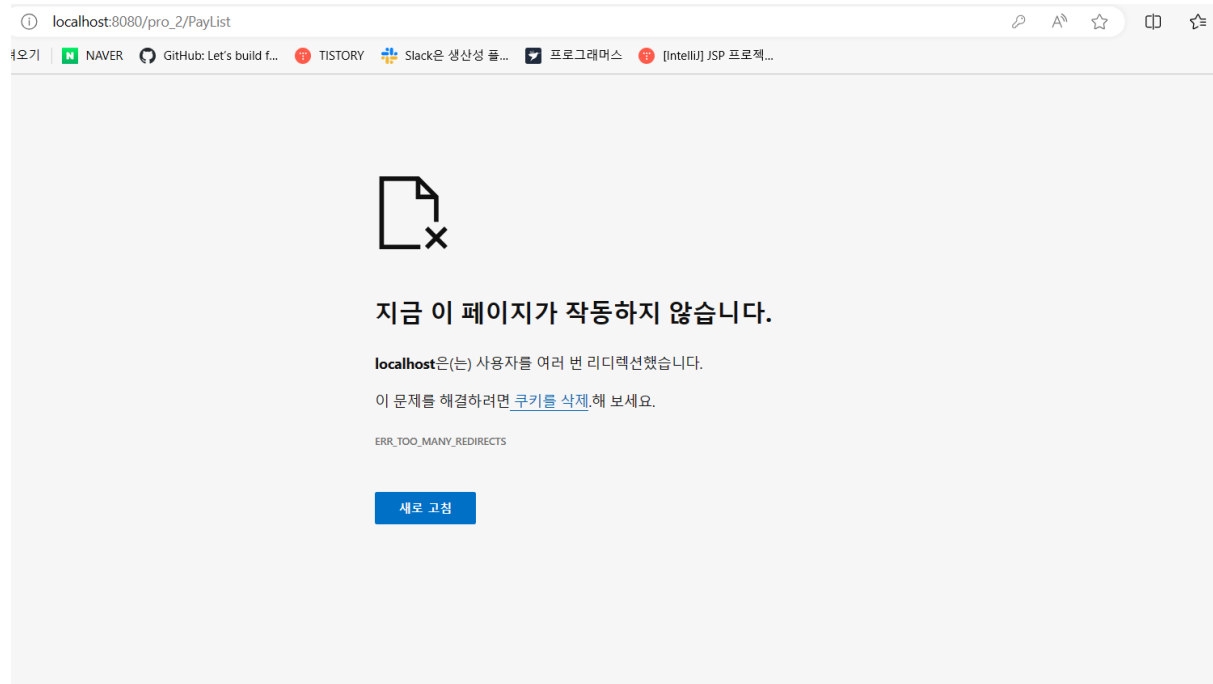 localhost:8080/pro_2/PayList
겨오기 NAVER GitHub: Let's build f... TISTORY Slack은 생산성 플... 프로그래머스 [IntelliJ] JSP 프로젝...
지금 이 페이지가 작동하지 않습니다.
localhost은(는) 사용자를 여러 번 리디렉션했습니다.
이 문제를 해결하려면 쿠키를 삭제.해 보세요.
ERR_TOO_MANY_REDIRECTS
새로 고침